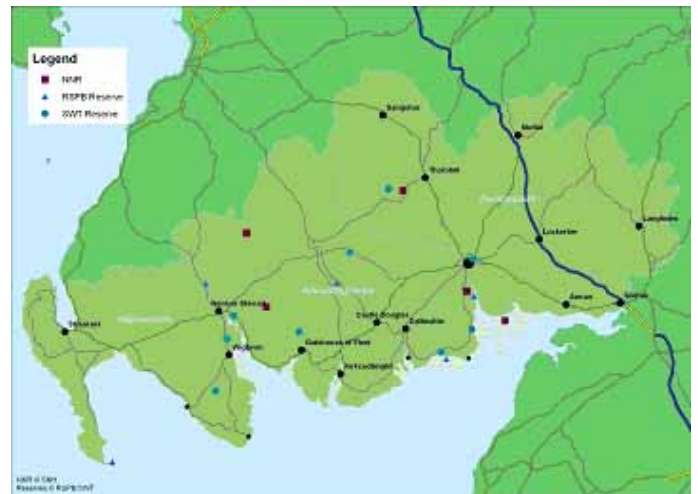 Legend
NNR
RSPB Reserve
SWT Reserve
Sanquhar
Moffat
Thornhill
Langholm
Lockerbie
Newton Stewart
Stranraer
Castle Douglas
Dalbeattie
Annan
Gretna
Wigtown
Gatehouse of Fleet
Kirkcudbright